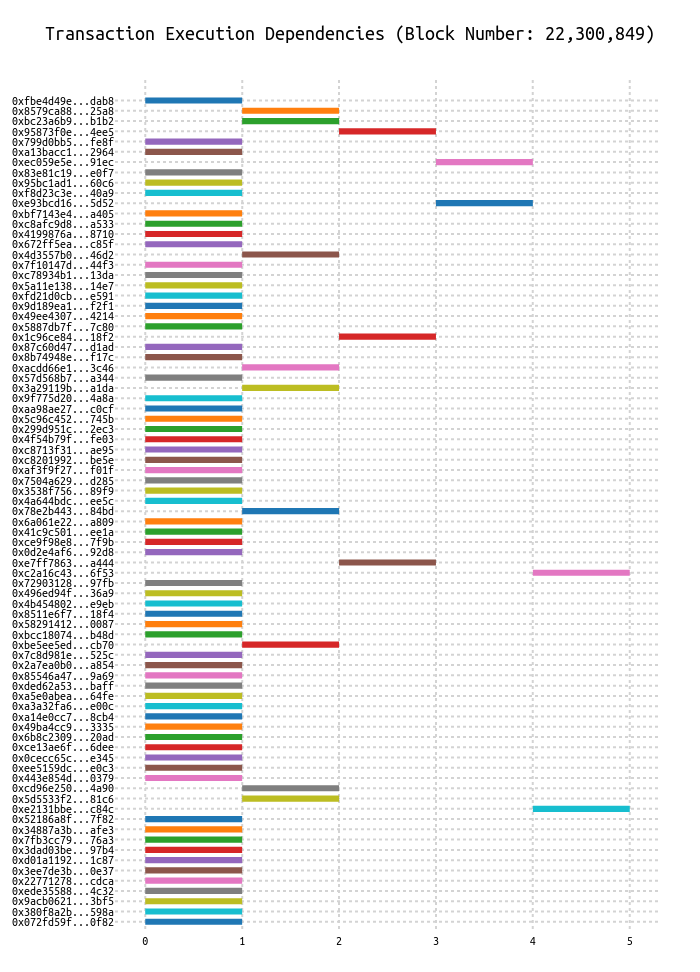 Transaction Execution Dependencies (Block Number: 22,300,849)
0xfbe4d49e...dab8
0x8579ca88...25a8
0xbc23a6b9...b1b2
0x95873f0e...4ee5
0x799d0bb5...fe8f
0xa13bacc1...2964
0xec059e5e...91ec
0x83e81c19...e0f7
0x95bc1ad1...60c6
0xf8d23c3e...40a9
0xe93bcd16...5d52
0xbf7143e4...a405
0xc8afc9d8...a533
0x4199876a...8710
0x672ff5ea...c85f
0x4d3557b0...46d2
0x7f10147d...44f3
0xc78934b1...13da
0x5a11e138...14e7
0xfd21d0cb...e591
0x9d189ea1...f2f1
0x49ee4307...4214
0x5887db7f...7c80
0x1c96ce84...18f2
0x87c60d47...d1ad
0x8b74948e...f17c
0xacdd66e1...3c46
0x57d568b7...a344
0x3a29119b...a1da
0x9f775d20...4a8a
0xaa98ae27...c0cf
0x5c96c452...745b
0x299d951c...2ec3
0x4f54b79f...fe03
0xc8713f31...ae95
0xc8201992...be5e
0xaf3f9f27...f01f
0x7504a629...d285
0x3538f756...89f9
0x4a644bdc...ee5c
0x78e2b443...84bd
0x6a061e22...a809
0x41c9c501...ee1a
0xce9f98e8...7f9b
0x0d2e4af6...92d8
0xe7ff7863...a444
0xc2a16c43...6f53
0x72903128...97fb
0x496ed94f...36a9
0x4b454802...e9eb
0x8511e6f7...18f4
0x58291412...0087
0xbcc18074...b48d
0xbe5ee5ed...cb70
0x7c8d981e...525c
0x2a7ea0b0...a854
0x85546a47...9a69
0xded62a53...baff
0xa5e0abea...64fe
0xa3a32fa6...e00c
0xa14e0cc7...8cb4
0x49ba4cc9...3335
0x6b8c2309...20ad
0xce13ae6f...6dee
0x0cecc65c...e345
0xee5159dc...e0c3
0x443e854d...0379
0xcd96e250...4a90
0x5d5533f2...81c6
0xe2131bbe...c84c
0x52186a8f...7f82
0x34887a3b...afe3
0x7fb3cc79...76a3
0x3dad03be...97b4
0xd01a1192...1c87
0x3ee7de3b...0e37
0x22771278...cdca
0xede35588...4c32
0x9acb0621...3bf5
0x380f8a2b...598a
0x072fd59f...0f82
0 1 2 3 4 5